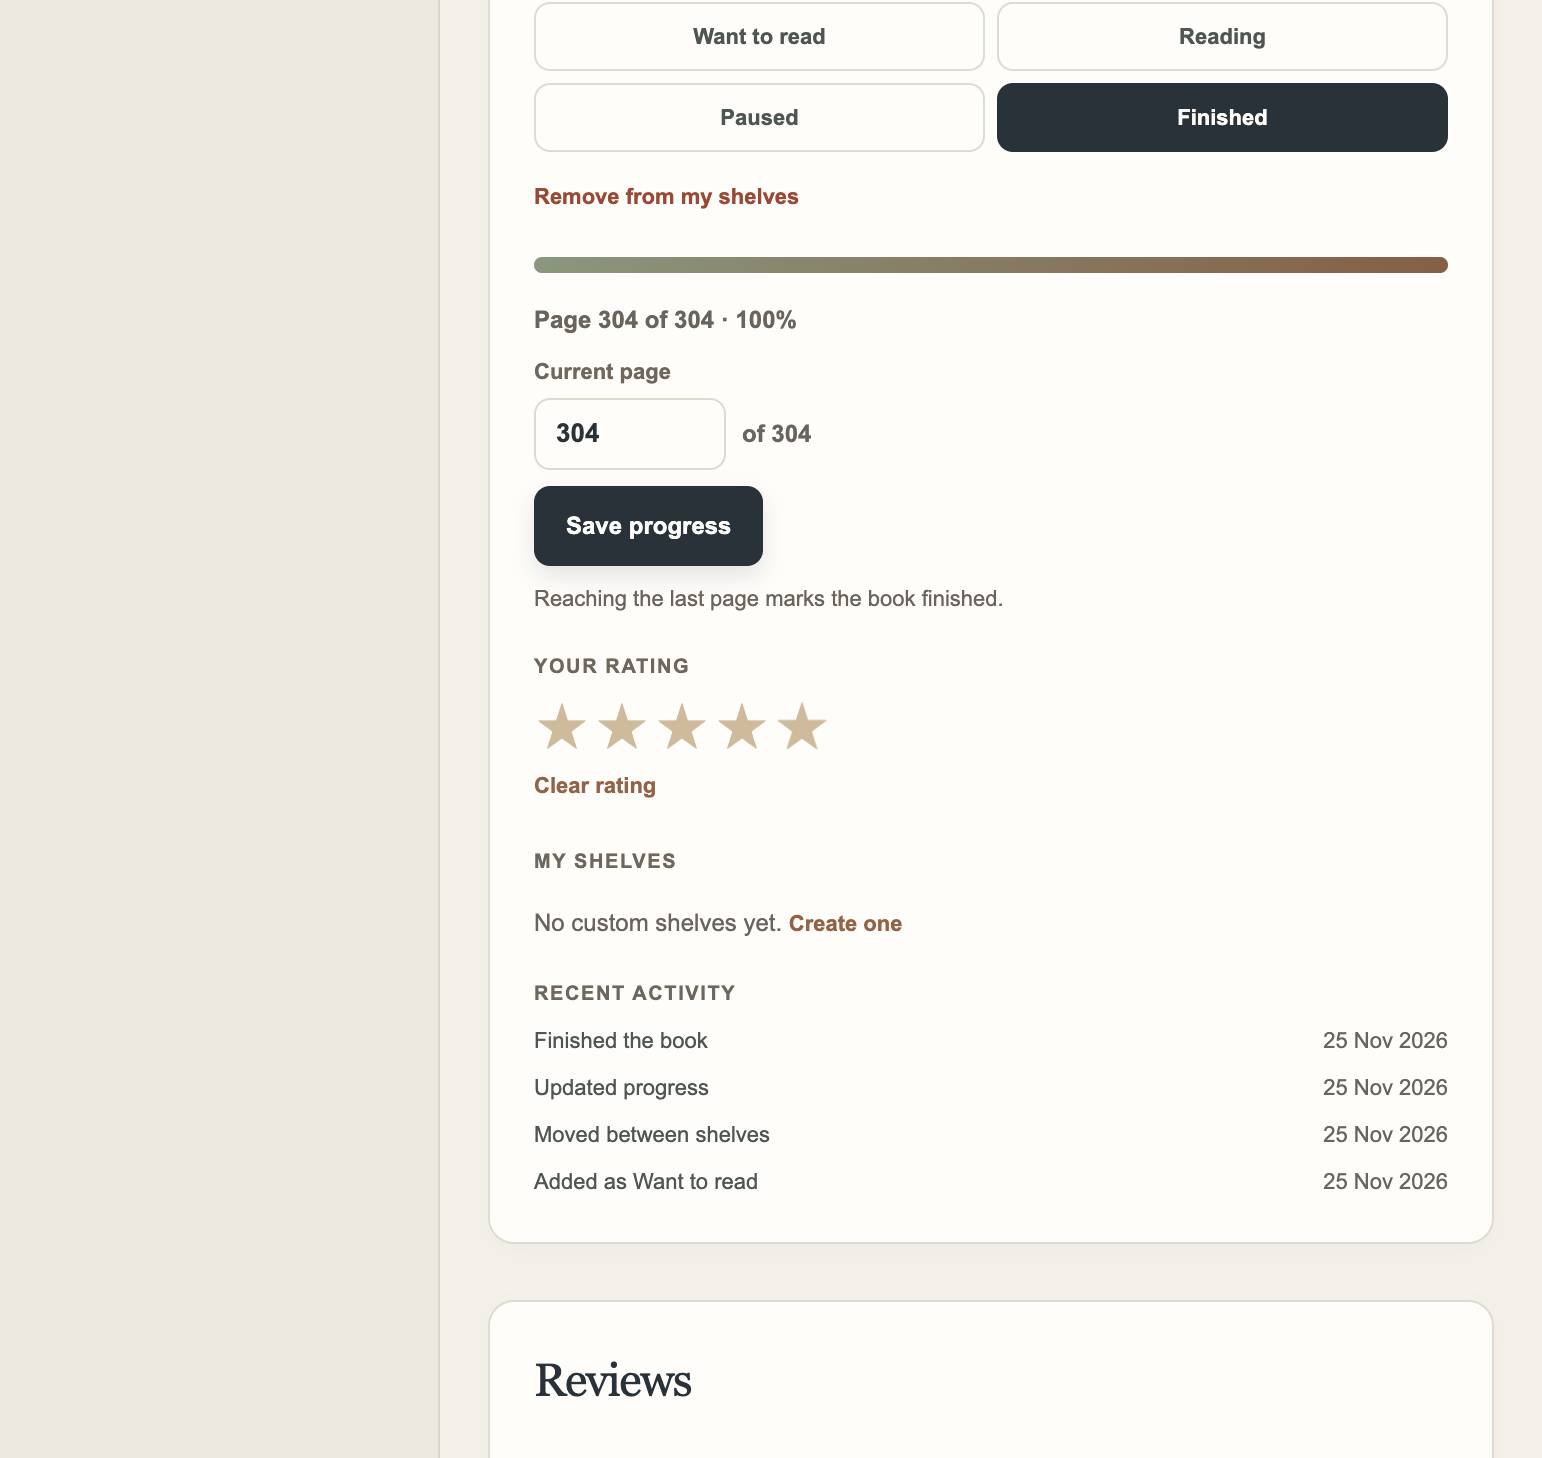 Want to read
Reading
Paused
Finished
Remove from my shelves
Page 304 of 304 · 100%
Current page
304
of 304
Save progress
Reaching the last page marks the book finished.
YOUR RATING
Clear rating
MY SHELVES
No custom shelves yet. Create one
RECENT ACTIVITY
Finished the book 25 Nov 2026
Updated progress 25 Nov 2026
Moved between shelves 25 Nov 2026
Added as Want to read 25 Nov 2026
Reviews